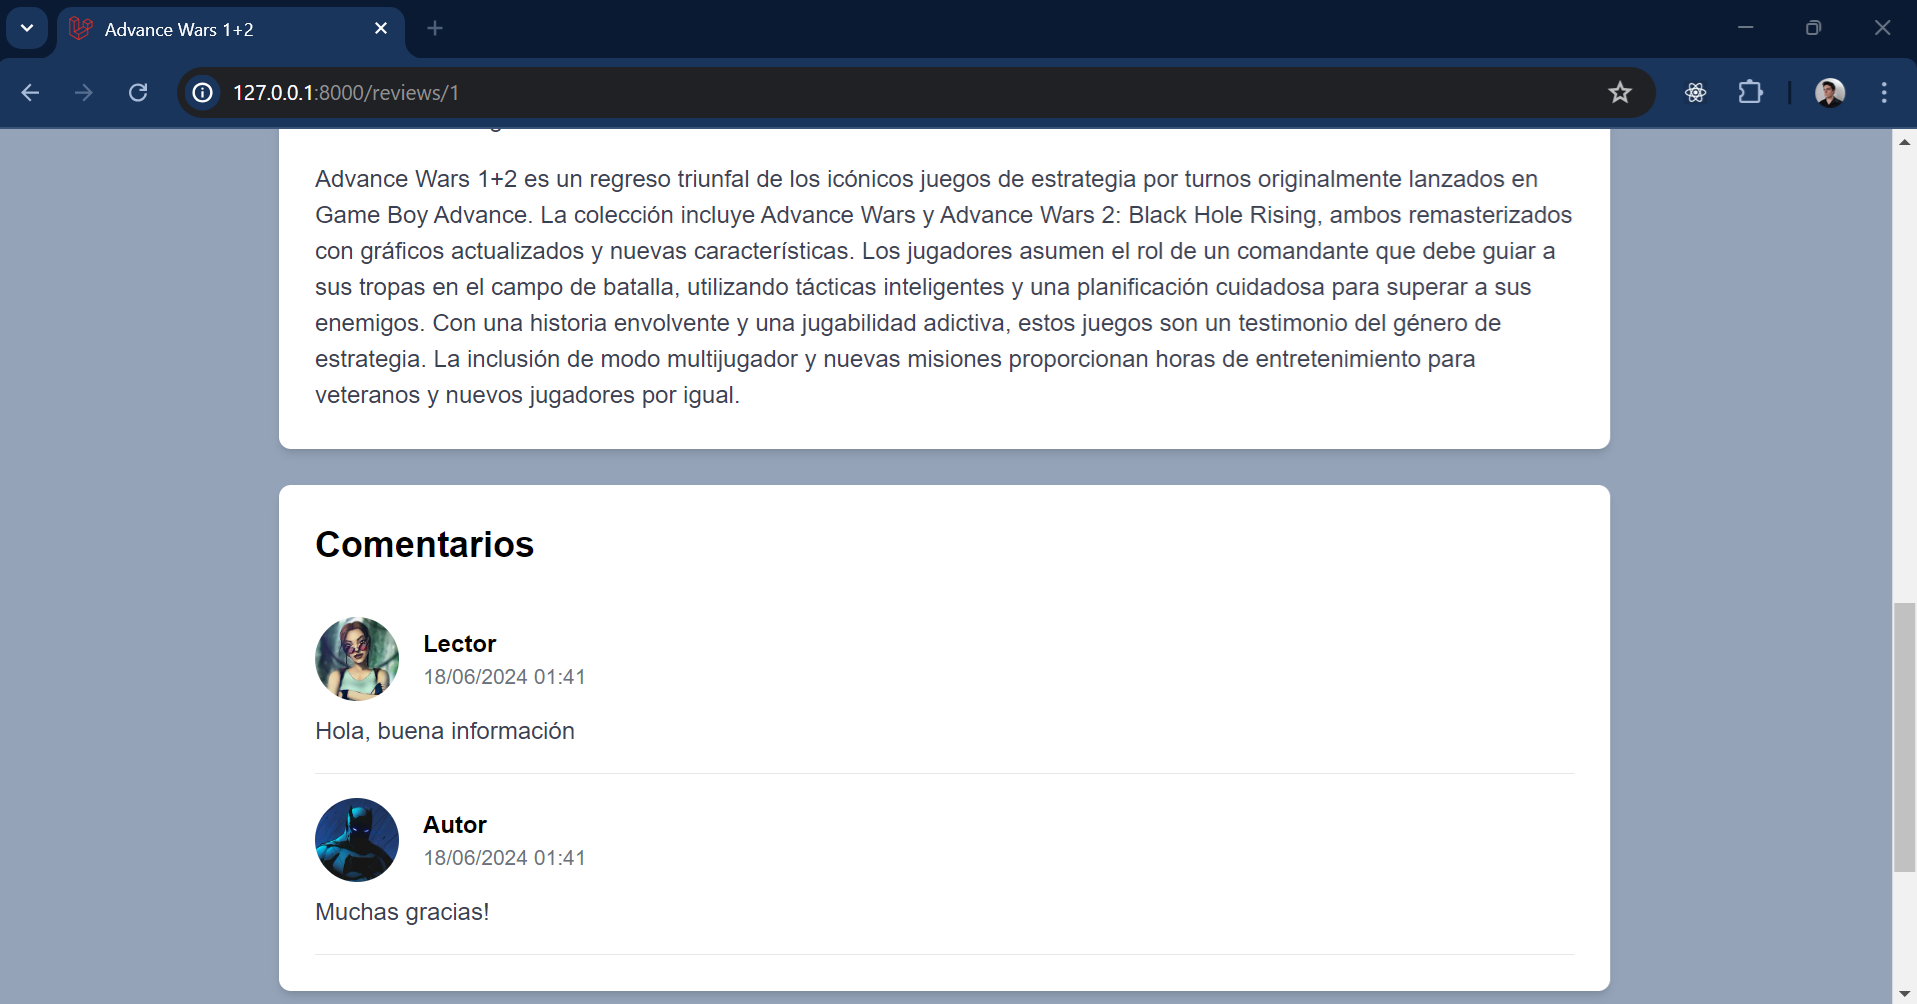 Advance Wars 1+2
127.0.0.1:8000/reviews/1
Advance Wars 1+2 es un regreso triunfal de los icónicos juegos de estrategia por turnos originalmente lanzados en
Game Boy Advance. La colección incluye Advance Wars y Advance Wars 2: Black Hole Rising, ambos remasterizados
con gráficos actualizados y nuevas características. Los jugadores asumen el rol de un comandante que debe guiar a
sus tropas en el campo de batalla, utilizando tácticas inteligentes y una planificación cuidadosa para superar a sus
enemigos. Con una historia envolvente y una jugabilidad adictiva, estos juegos son un testimonio del género de
estrategia. La inclusión de modo multijugador y nuevas misiones proporcionan horas de entretenimiento para
veteranos y nuevos jugadores por igual.
Comentarios
Lector
18/06/2024 01:41
Hola, buena información
Autor
18/06/2024 01:41
Muchas gracias!